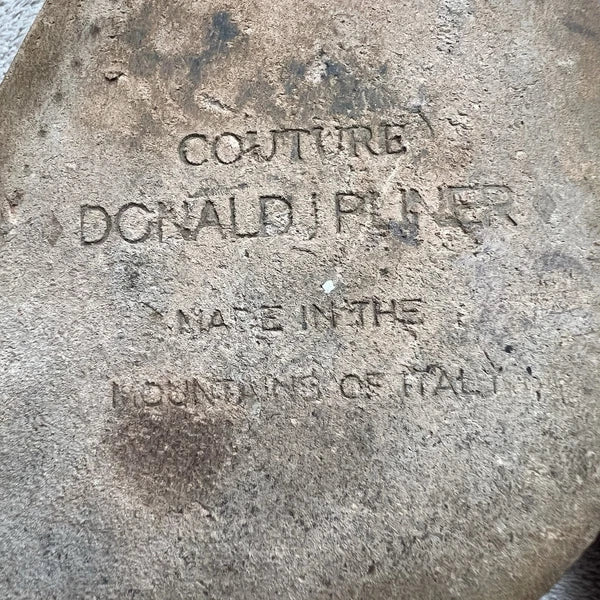 COUTURE
DONALD J PLINER
MADE IN THE
MOUNTAINS OF ITALY